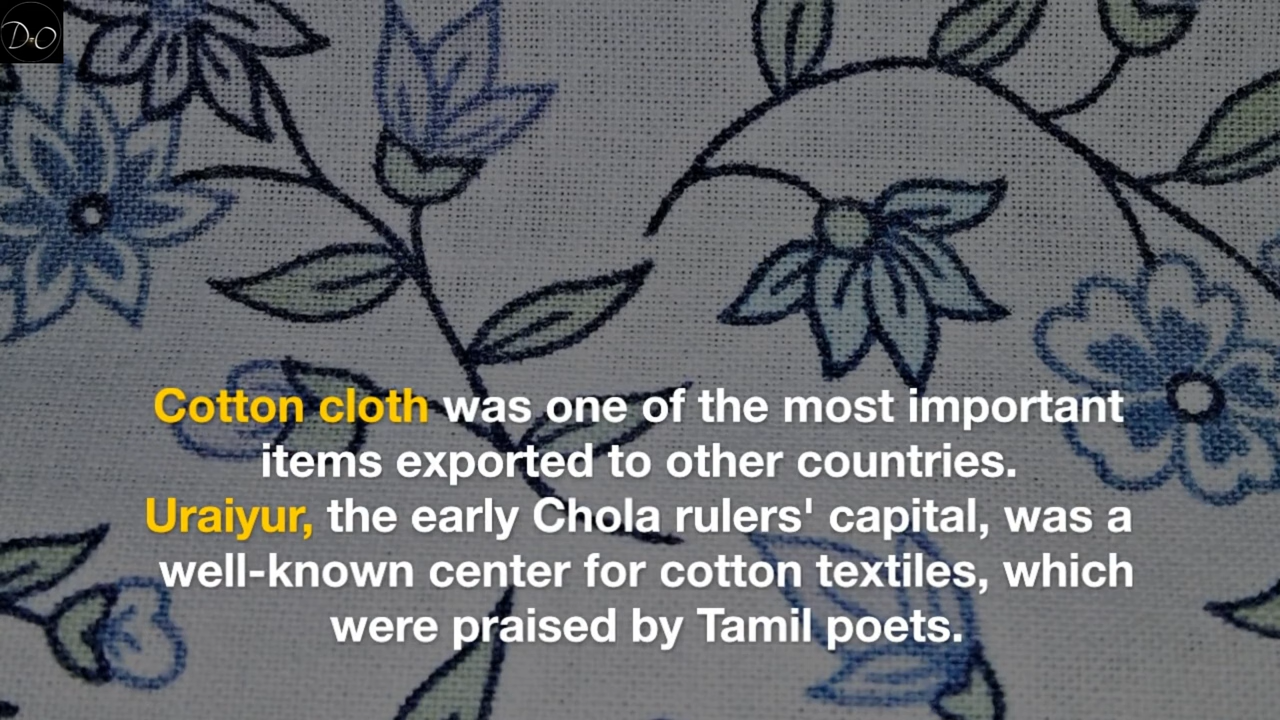 D&O
Cotton cloth was one of the most important
items exported to other countries.
Uraiyur, the early Chola rulers' capital, was a
well-known center for cotton textiles, which
were praised by Tamil poets.